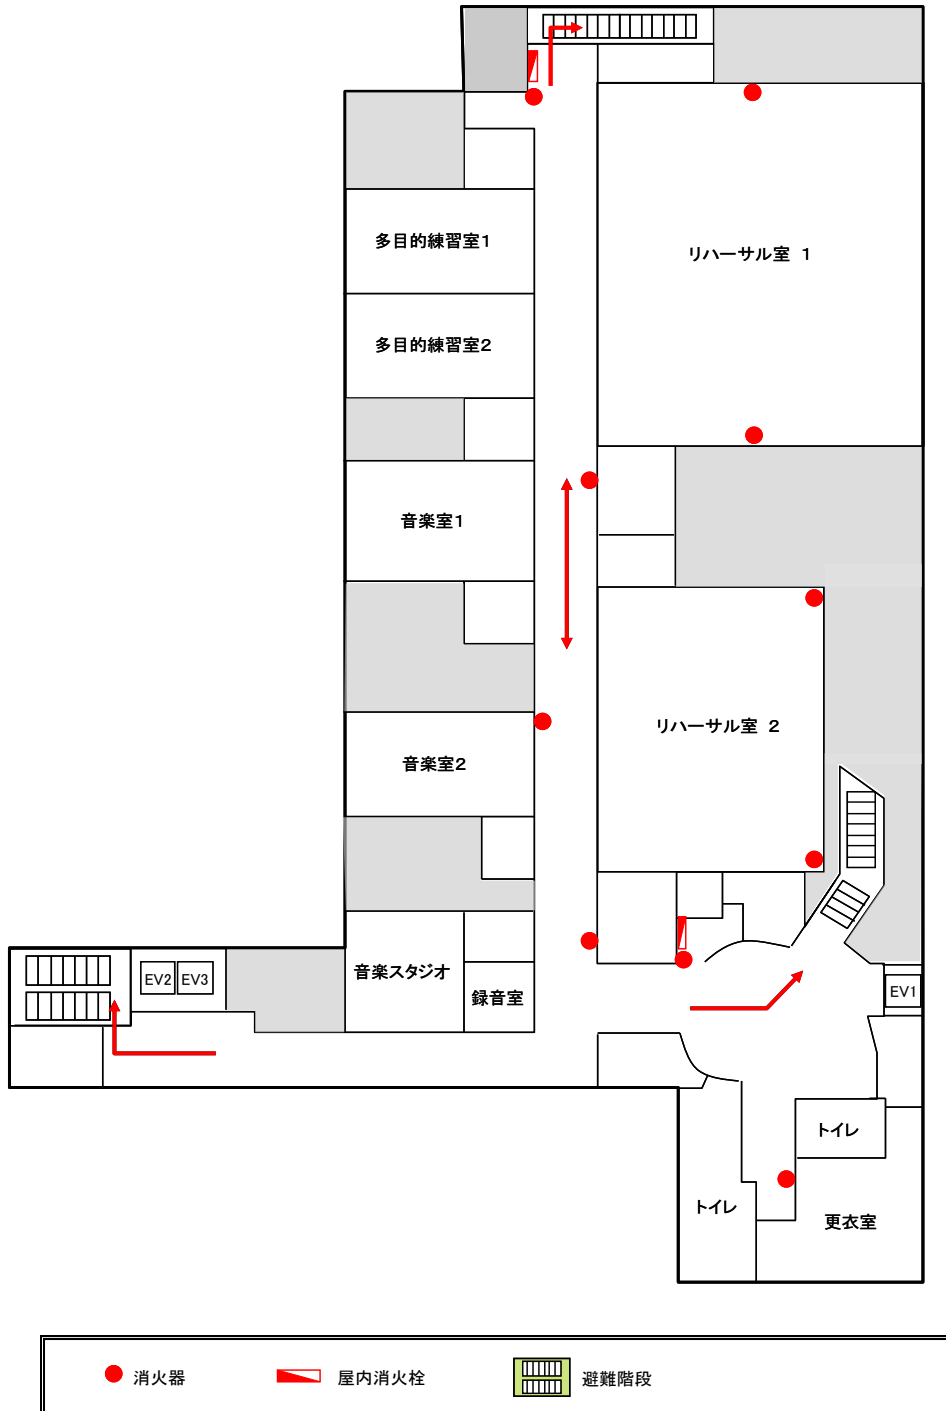 多目的練習室1
リハーサル室 1
多目的練習室2
音楽室1
リハーサル室 2
音楽室2
音楽スタジオ
EV2 EV3
録音室
EV1
トイレ
トイレ
更衣室
消火器 屋内消火栓 避難階段